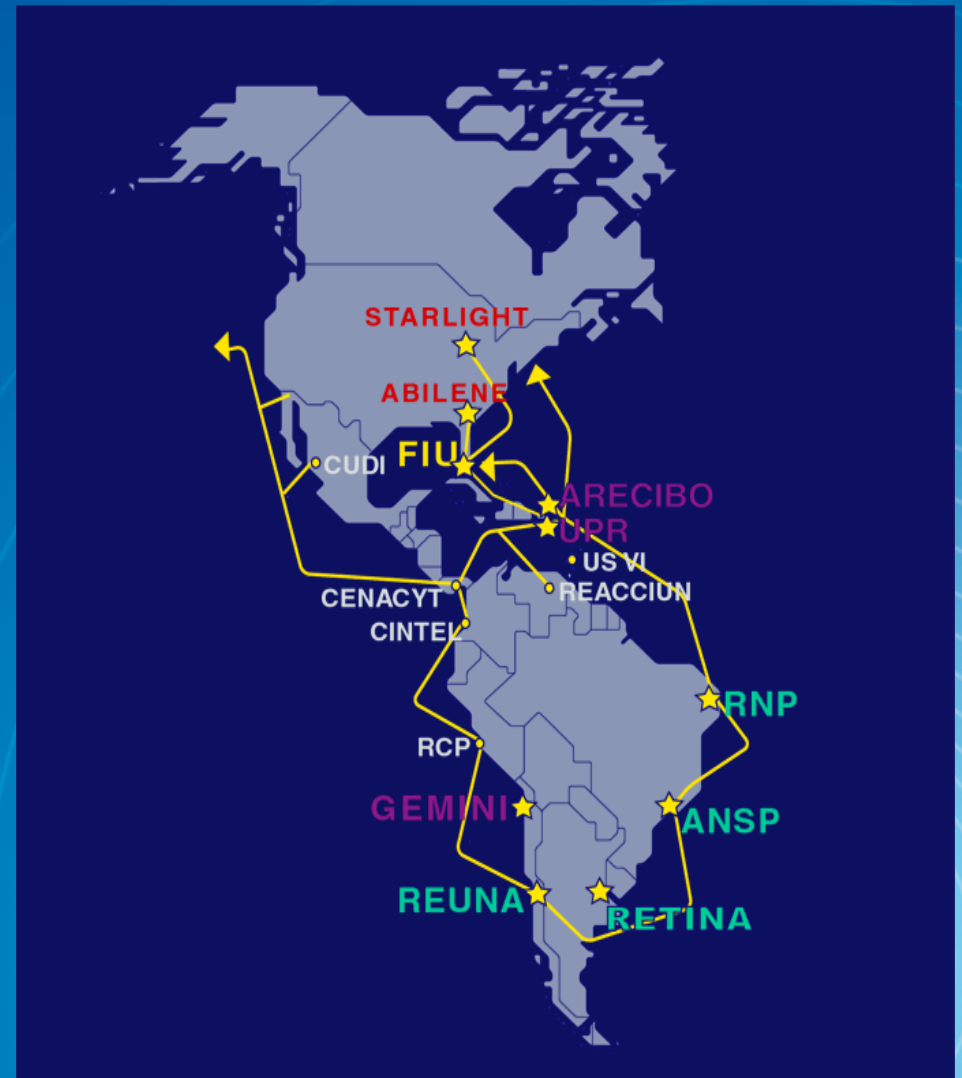 STARLIGHT
ABILENE
FIU
CUDI
ARECIBO
UPR
US VI
REACCIUN
CENACYT
CINTEL
RNP
RCP
GEMINI
ANSP
REUNA
RETINA